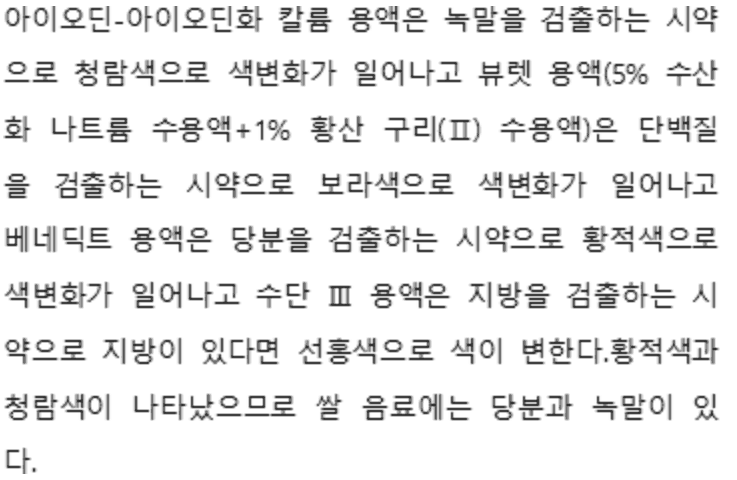 아이오딘-아이오딘화 칼륨 용액은 녹말을 검출하는 시약
으로 청람색으로 색변화가 일어나고 뷰렛 용액(5% 수산
화 나트륨 수용액+1% 황산 구리(Ⅱ) 수용액)은 단백질
을 검출하는 시약으로 보라색으로 색변화가 일어나고
베네딕트 용액은 당분을 검출하는 시약으로 황적색으로
색변화가 일어나고 수단 Ⅲ 용액은 지방을 검출하는 시
약으로 지방이 있다면 선홍색으로 색이 변한다.황적색과
청람색이 나타났으므로 쌀 음료에는 당분과 녹말이 있
다.